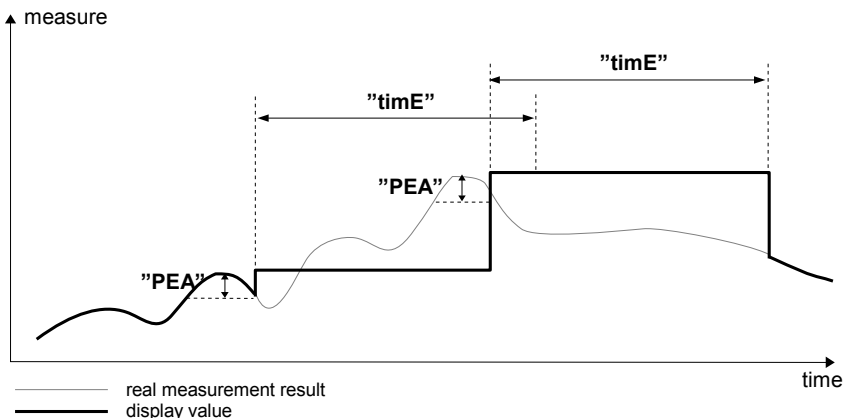 measure
”timE”
”timE”
”PEA”
”PEA”
time
real measurement result
display value